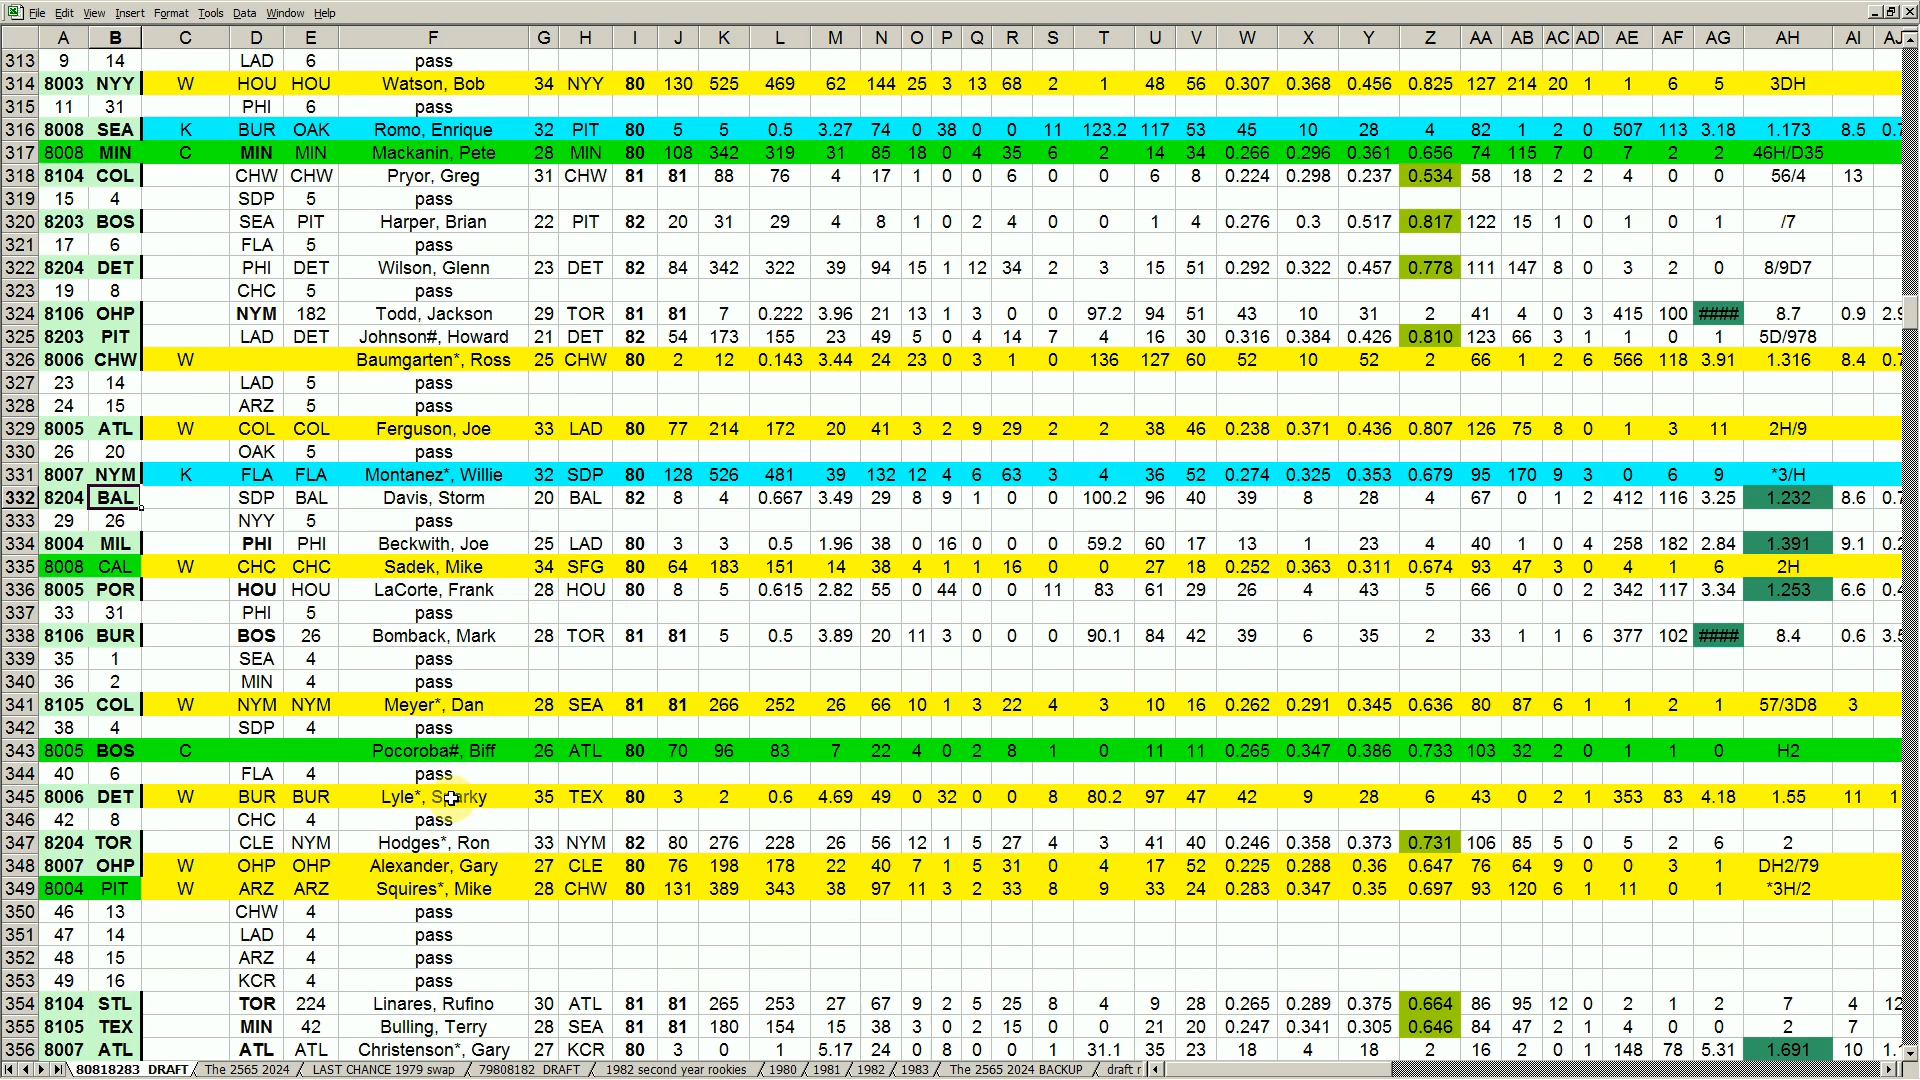 File Edit View Insert Format Tools Data Window Help
A B C D E F G H I J K L M N O P Q R S T U V W X Y Z AA AB AC AD AE AF AG AH AI AJ
313 9 14 LAD 6 pass
314 8003 NYY W HOU HOU Watson, Bob 34 NYY 80 130 525 469 62 144 25 3 13 68 2 1 48 56 0.307 0.368 0.456 0.825 127 214 20 1 1 6 5 3DH
315 11 31 PHI 6 pass
316 8008 SEA K BUR OAK Romo, Enrique 32 PIT 80 5 5 0.5 3.27 74 0 38 0 0 11 123.2 117 53 45 10 28 4 82 1 2 0 507 113 3.18 1.173 8.5
317 8008 MIN C MIN MIN Mackanin, Pete 28 MIN 80 108 342 319 31 85 18 0 4 35 6 2 14 34 0.266 0.296 0.361 0.656 74 115 7 0 7 2 2 46H/D35
318 8104 COL CHW CHW Pryor, Greg 31 CHW 81 81 88 76 4 17 1 0 0 6 0 0 6 8 0.224 0.298 0.237 0.534 58 18 2 2 4 0 0 56/4 13
319 15 4 SDP 5 pass
320 8203 BOS SEA PIT Harper, Brian 22 PIT 82 20 31 29 4 8 1 0 2 4 0 0 1 4 0.276 0.3 0.517 0.817 122 15 1 0 1 0 1 /7
321 17 6 FLA 5 pass
322 8204 DET PHI DET Wilson, Glenn 23 DET 82 84 342 322 39 94 15 1 12 34 2 3 15 51 0.292 0.322 0.457 0.778 111 147 8 0 3 2 0 8/9D7
323 19 8 CHC 5 pass
324 8106 OHP NYM 182 Todd, Jackson 29 TOR 81 81 7 0.222 3.96 21 13 1 3 0 0 97.2 94 51 43 10 31 2 41 4 0 3 415 100 #### 8.7 0.9
325 8203 PIT LAD DET Johnson#, Howard 21 DET 82 54 173 155 23 49 5 0 4 14 7 4 16 30 0.316 0.384 0.426 0.810 123 66 3 1 1 0 1 5D/978
326 8006 CHW W Baumgarten*, Ross 25 CHW 80 2 12 0.143 3.44 24 23 0 3 1 0 136 127 60 52 10 52 2 66 1 2 6 566 118 3.91 1.316 8.4
327 23 14 LAD 5 pass
328 24 15 ARZ 5 pass
329 8005 ATL W COL COL Ferguson, Joe 33 LAD 80 77 214 172 20 41 3 2 9 29 2 2 38 46 0.238 0.371 0.436 0.807 126 75 8 0 1 3 11 2H/9
330 26 20 OAK 5 pass
331 8007 NYM K FLA FLA Montanez*, Willie 32 SDP 80 128 526 481 39 132 12 4 6 63 3 4 36 52 0.274 0.325 0.353 0.679 95 170 9 3 0 6 9 *3/H
332 8204 BAL SDP BAL Davis, Storm 20 BAL 82 8 4 0.667 3.49 29 8 9 1 0 0 100.2 96 40 39 8 28 4 67 0 1 2 412 116 3.25 1.232 8.6
333 29 26 NYY 5 pass
334 8004 MIL PHI PHI Beckwith, Joe 25 LAD 80 3 3 0.5 1.96 38 0 16 0 0 0 59.2 60 17 13 1 23 4 40 1 0 4 258 182 2.84 1.391 9.1
335 8008 CAL W CHC CHC Sadek, Mike 34 SFG 80 64 183 151 14 38 4 1 1 16 0 0 27 18 0.252 0.363 0.311 0.674 93 47 3 0 4 1 6 2H
336 8005 POR HOU HOU LaCorte, Frank 28 HOU 80 8 5 0.615 2.82 55 0 44 0 0 11 83 61 29 26 4 43 5 66 0 0 2 342 117 3.34 1.253 6.6
337 33 31 PHI 5 pass
338 8106 BUR BOS 26 Bomback, Mark 28 TOR 81 81 5 0.5 3.89 20 11 3 0 0 0 90.1 84 42 39 6 35 2 33 1 1 6 377 102 #### 8.4 0.6
339 35 1 SEA 4 pass
340 36 2 MIN 4 pass
341 8105 COL W NYM NYM Meyer*, Dan 28 SEA 81 81 266 252 26 66 10 1 3 22 4 3 10 16 0.262 0.291 0.345 0.636 80 87 6 1 1 2 1 57/3D8 3
342 38 4 SDP 4 pass
343 8005 BOS C Pocoroba#, Biff 26 ATL 80 70 96 83 7 22 4 0 2 8 1 0 11 11 0.265 0.347 0.386 0.733 103 32 2 0 1 1 0 H2
344 40 6 FLA 4 pass
345 8006 DET W BUR BUR Lyle*, Sparky 35 TEX 80 3 2 0.6 4.69 49 0 32 0 0 8 80.2 97 47 42 9 28 6 43 0 2 1 353 83 4.18 1.55 11
346 42 8 CHC 4 pass
347 8204 TOR CLE NYM Hodges*, Ron 33 NYM 82 80 276 228 26 56 12 1 5 27 4 3 41 40 0.246 0.358 0.373 0.731 106 85 5 0 5 2 6 2
348 8007 OHP W OHP OHP Alexander, Gary 27 CLE 80 76 198 178 22 40 7 1 5 31 0 4 17 52 0.225 0.288 0.36 0.647 76 64 9 0 0 3 1 DH2/79
349 8004 PIT W ARZ ARZ Squires*, Mike 28 CHW 80 131 389 343 38 97 11 3 2 33 8 9 33 24 0.283 0.347 0.35 0.697 93 120 6 1 11 0 1 *3H/2
350 46 13 CHW 4 pass
351 47 14 LAD 4 pass
352 48 15 ARZ 4 pass
353 49 16 KCR 4 pass
354 8104 STL TOR 224 Linares, Rufino 30 ATL 81 81 265 253 27 67 9 2 5 25 8 4 9 28 0.265 0.289 0.375 0.664 86 95 12 0 2 1 2 7 4 12
355 8105 TEX MIN 42 Bulling, Terry 28 SEA 81 81 180 154 15 38 3 0 2 15 0 0 21 20 0.247 0.341 0.305 0.646 84 47 2 1 4 0 0 2 7
356 8007 ATL ATL ATL Christenson*, Gary 27 KCR 80 3 0 1 5.17 24 0 8 0 0 1 31.1 35 23 18 4 18 2 16 2 0 1 148 78 5.31 1.691 10
80818283 DRAFT The 2565 2024 LAST CHANCE 1979 swap 79808182 DRAFT 1982 second year rookies 1980 1981 1982 1983 The 2565 2024 BACKUP draft r